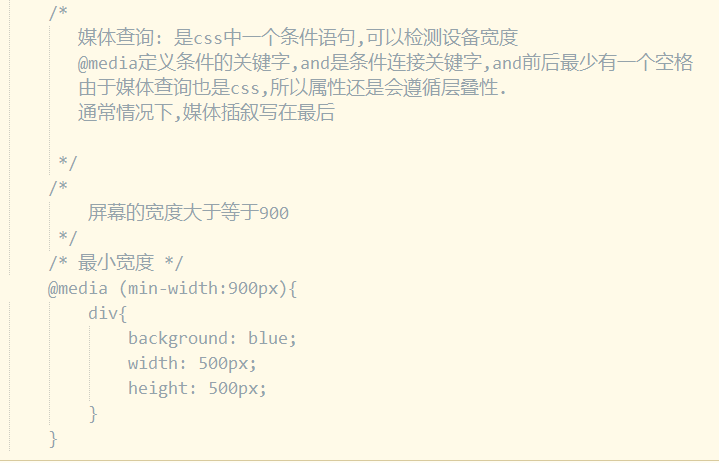 /*
媒体查询: 是css中一个条件语句,可以检测设备宽度
@media定义条件的关键字,and是条件连接关键字,and前后最少有一个空格
由于媒体查询也是css,所以属性还是会遵循层叠性.
通常情况下,媒体插叙写在最后
*/
/*
屏幕的宽度大于等于900
*/
/* 最小宽度 */
@media (min-width:900px){
div{
background: blue;
width: 500px;
height: 500px;
}
}